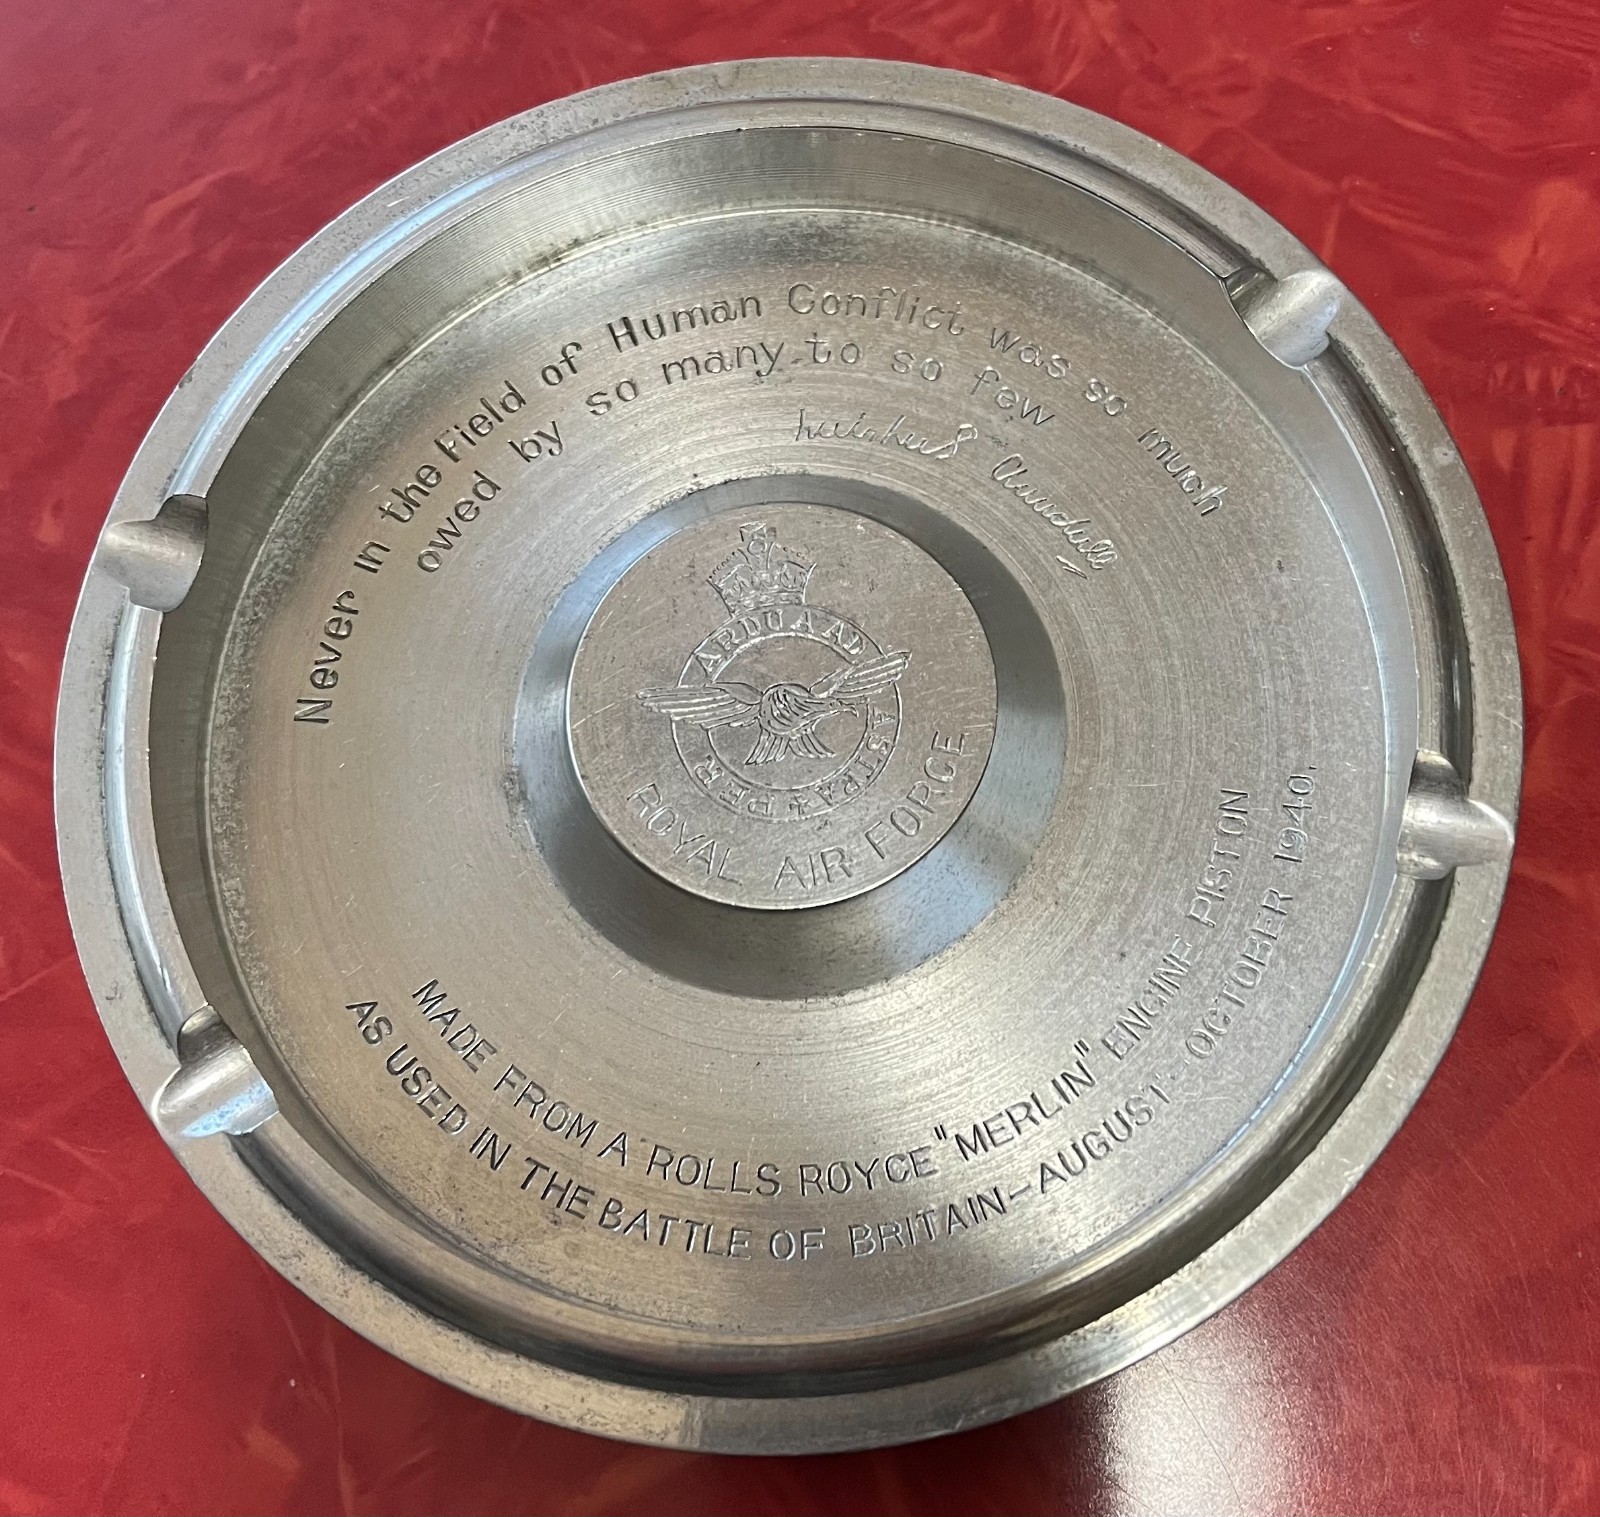 Never in the Field of Human Conflict was so much
owed by so many to so few
Winston Churchill
PER ARDUA AD ASTRA
ROYAL AIR FORCE
MADE FROM A ROLLS ROYCE "MERLIN" ENGINE PISTON
AS USED IN THE BATTLE OF BRITAIN-AUGUST-OCTOBER 1940.